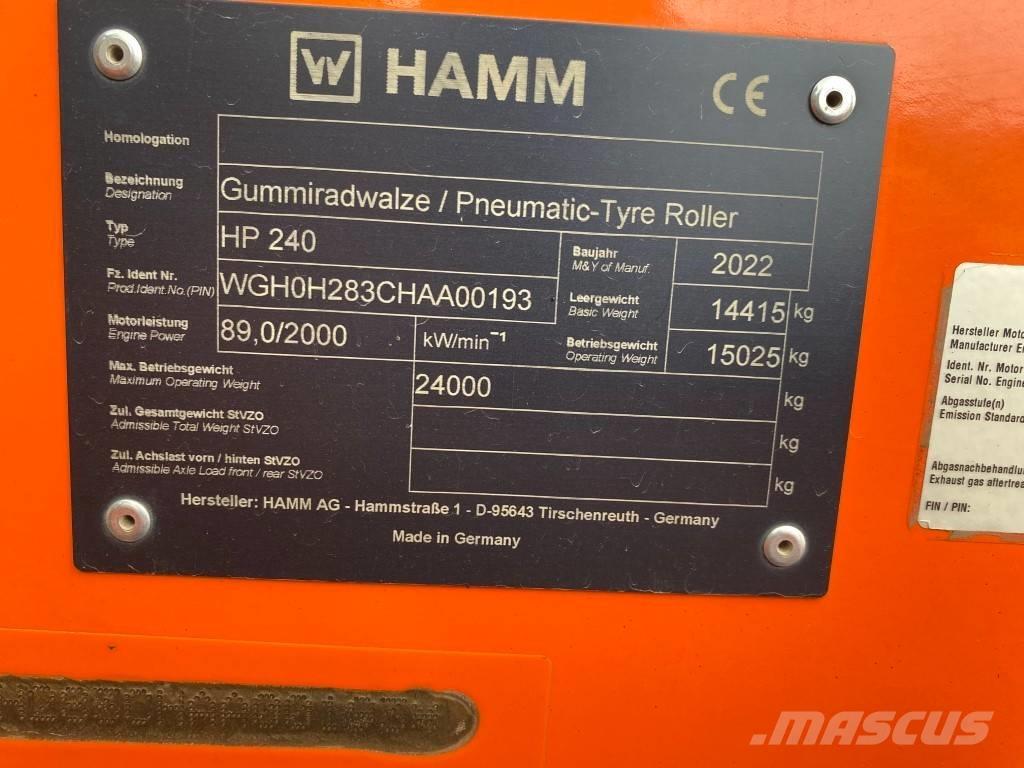 W HAMM CE
Homologation
Bezeichnung
Designation
Gummiradwalze / Pneumatic-Tyre Roller
Typ
Type
HP 240
Baujahr
M&Y of Manuf.
2022
Fz. Ident Nr.
Prod.Ident.No.(PIN)
WGH0H283CHAA00193
Leergewicht
Basic Weight
14415 kg
Motorleistung
Engine Power
89,0/2000 kW/min⁻¹
Betriebsgewicht
Operating Weight
15025 kg
Max. Betriebsgewicht
Maximum Operating Weight
24000 kg
Zul. Gesamtgewicht StVZO
Admissible Total Weight StVZO
kg
Zul. Achslast vorn / hinten StVZO
Admissible Axle Load front / rear StVZO
kg
Hersteller: HAMM AG - Hammstraße 1 - D-95643 Tirschenreuth - Germany
Made in Germany
Hersteller
Manufacturer
Ident. Nr. Motor
Serial No. Engine
Abgasstufe(n)
Emission Standard
Exhaust gas
FIN / PIN:
MASCUS